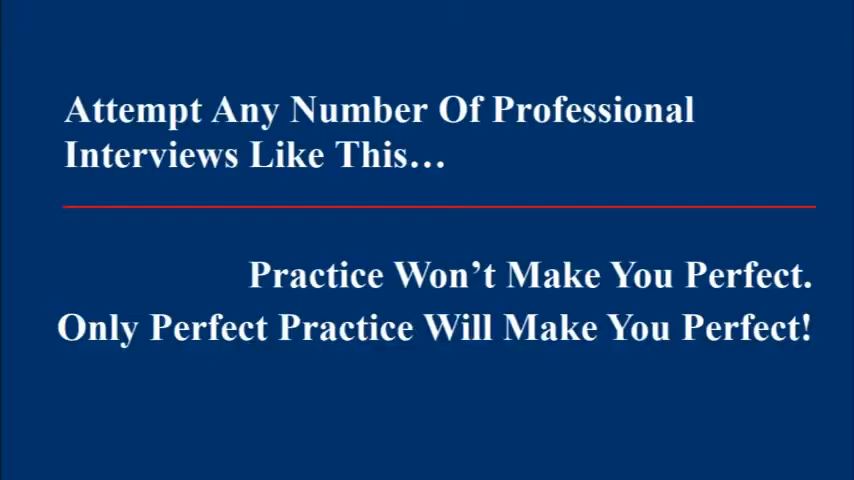 Attempt Any Number Of Professional
Interviews Like This…
Practice Won’t Make You Perfect.
Only Perfect Practice Will Make You Perfect!